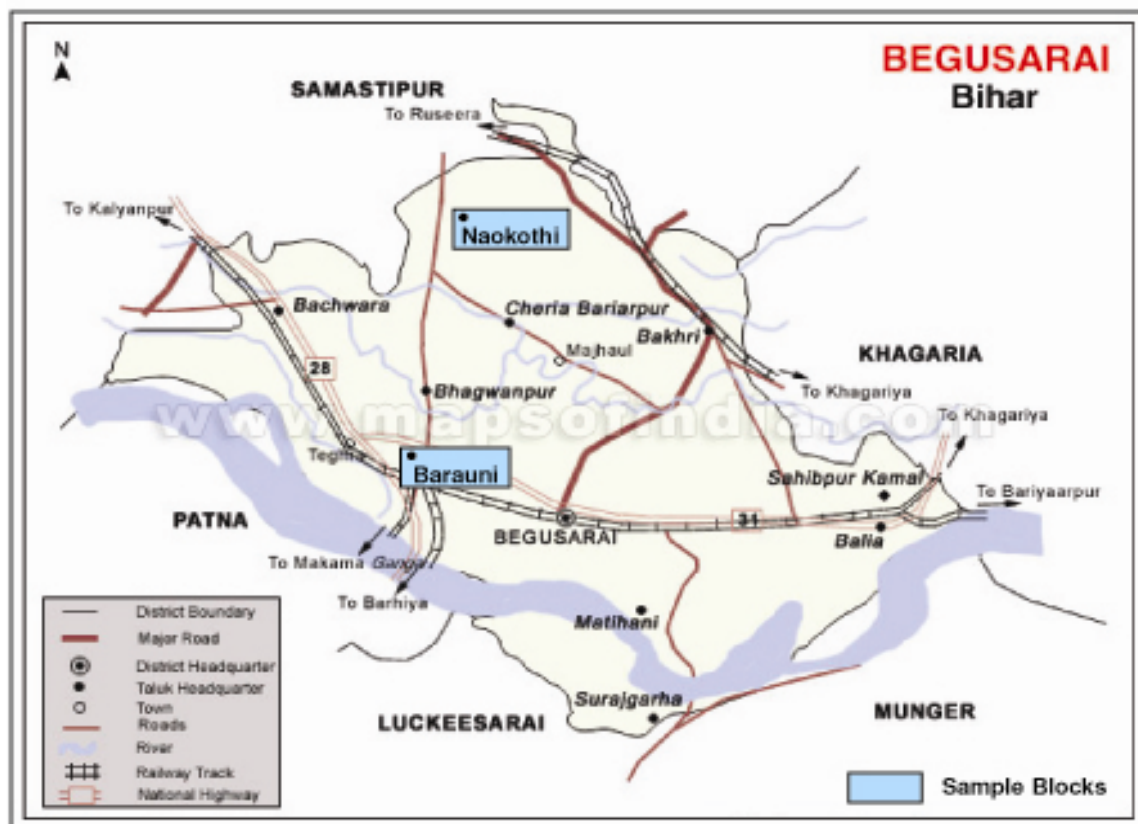 BEGUSARAI
Bihar
N
SAMASTIPUR
To Ruseera
To Kalyanpur
Naokothi
Bachwara
Cheria Bariarpur
Bakhri
Majhaul
KHAGARIA
28
To Khagariya
Bhagwanpur
www.mapsofindia.com
To Khagariya
Teghra
Barauni
Sahibpur Kamal
To Bariyaarpur
PATNA
31
BEGUSARAI
Balia
To Makama
Ganga
To Barhiya
Matihani
District Boundary
Major Road
District Headquarter
Taluk Headquarter
Town
Roads
River
Railway Track
National Highway
Surajgarha
LUCKEESARAI
MUNGER
Sample Blocks